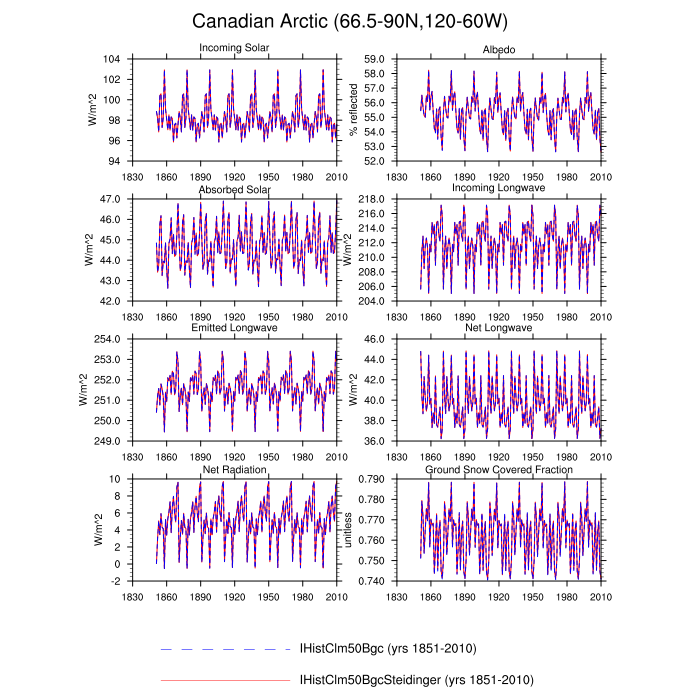 Canadian Arctic (66.5-90N,120-60W)
Incoming Solar
104
102
100
98
96
94
W/m^2
1830 1860 1890 1920 1950 1980 2010
Albedo
59.0
58.0
57.0
56.0
55.0
54.0
53.0
52.0
% reflected
1830 1860 1890 1920 1950 1980 2010
Absorbed Solar
47.0
46.0
45.0
44.0
43.0
42.0
W/m^2
1830 1860 1890 1920 1950 1980 2010
Incoming Longwave
218.0
216.0
214.0
212.0
210.0
208.0
206.0
204.0
W/m^2
1830 1860 1890 1920 1950 1980 2010
Emitted Longwave
254.0
253.0
252.0
251.0
250.0
249.0
W/m^2
1830 1860 1890 1920 1950 1980 2010
Net Longwave
46.0
44.0
42.0
40.0
38.0
36.0
W/m^2
1830 1860 1890 1920 1950 1980 2010
Net Radiation
10
8
6
4
2
0
-2
W/m^2
1830 1860 1890 1920 1950 1980 2010
Ground Snow Covered Fraction
0.790
0.780
0.770
0.760
0.750
0.740
unitless
1830 1860 1890 1920 1950 1980 2010
IHistClm50Bgc (yrs 1851-2010)
IHistClm50BgcSteidinger (yrs 1851-2010)